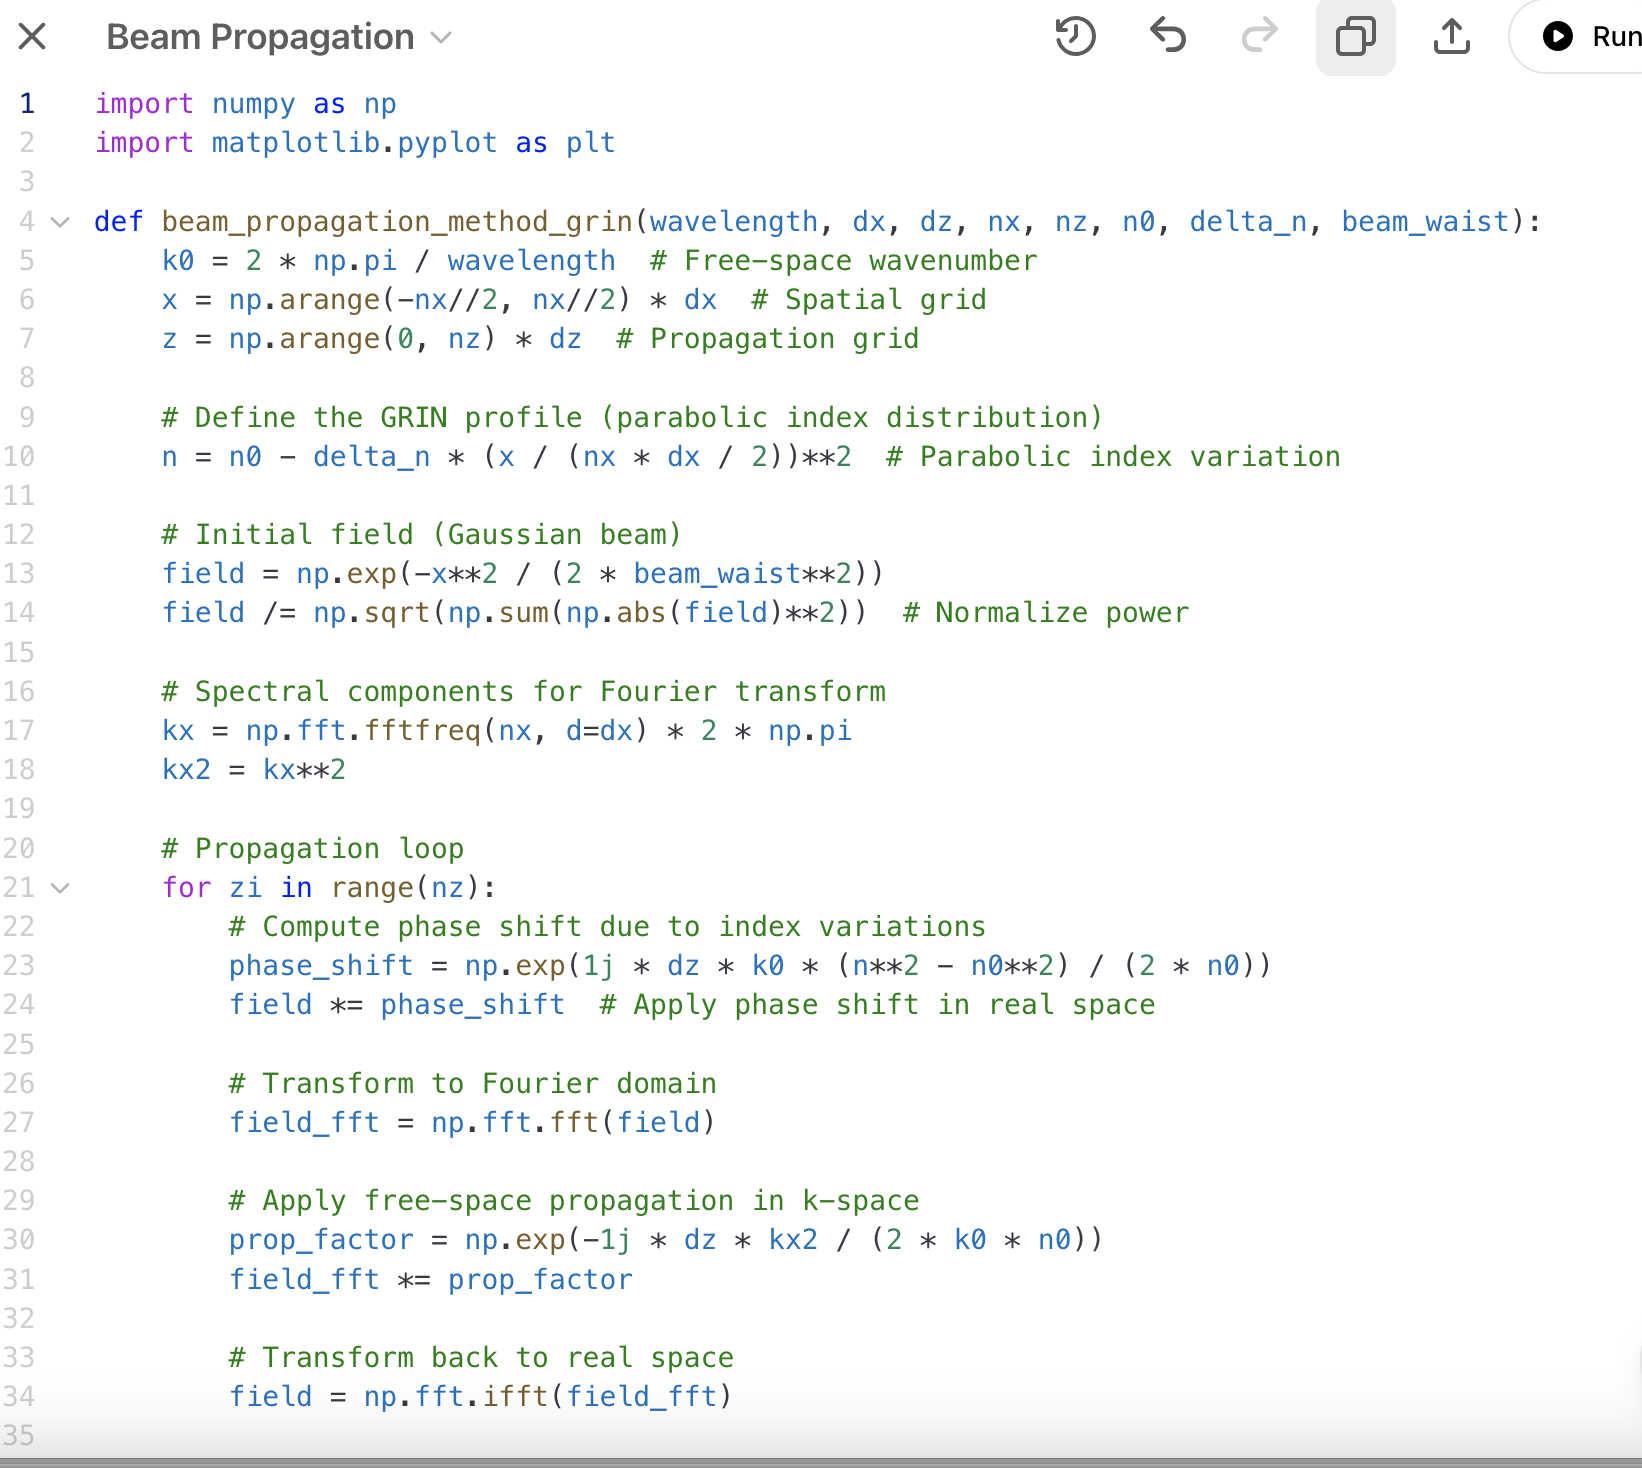 Beam Propagation
Run
1 import numpy as np
2 import matplotlib.pyplot as plt
3
4 def beam_propagation_method_grin(wavelength, dx, dz, nx, nz, n0, delta_n, beam_waist):
5     k0 = 2 * np.pi / wavelength  # Free-space wavenumber
6     x = np.arange(-nx//2, nx//2) * dx  # Spatial grid
7     z = np.arange(0, nz) * dz  # Propagation grid
8
9     # Define the GRIN profile (parabolic index distribution)
10     n = n0 - delta_n * (x / (nx * dx / 2))**2  # Parabolic index variation
11
12     # Initial field (Gaussian beam)
13     field = np.exp(-x**2 / (2 * beam_waist**2))
14     field /= np.sqrt(np.sum(np.abs(field)**2))  # Normalize power
15
16     # Spectral components for Fourier transform
17     kx = np.fft.fftfreq(nx, d=dx) * 2 * np.pi
18     kx2 = kx**2
19
20     # Propagation loop
21     for zi in range(nz):
22         # Compute phase shift due to index variations
23         phase_shift = np.exp(1j * dz * k0 * (n**2 - n0**2) / (2 * n0))
24         field *= phase_shift  # Apply phase shift in real space
25
26         # Transform to Fourier domain
27         field_fft = np.fft.fft(field)
28
29         # Apply free-space propagation in k-space
30         prop_factor = np.exp(-1j * dz * kx2 / (2 * k0 * n0))
31         field_fft *= prop_factor
32
33         # Transform back to real space
34         field = np.fft.ifft(field_fft)
35